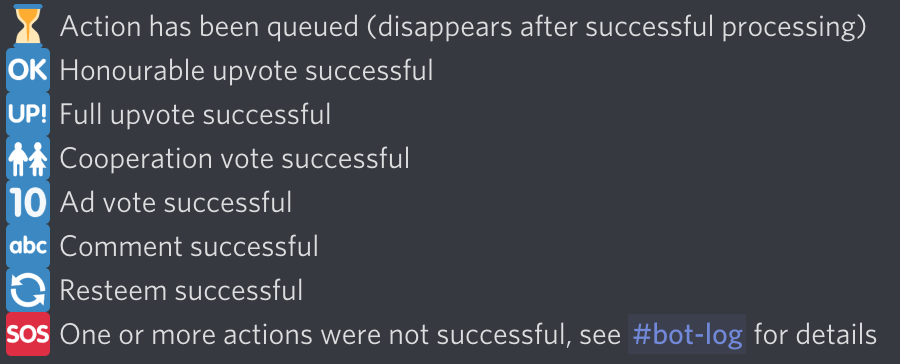 Action has been queued (disappears after successful processing)
OK Honourable upvote successful
UP! Full upvote successful
Cooperation vote successful
10 Ad vote successful
abc Comment successful
Resteem successful
SOS One or more actions were not successful, see #bot-log for details